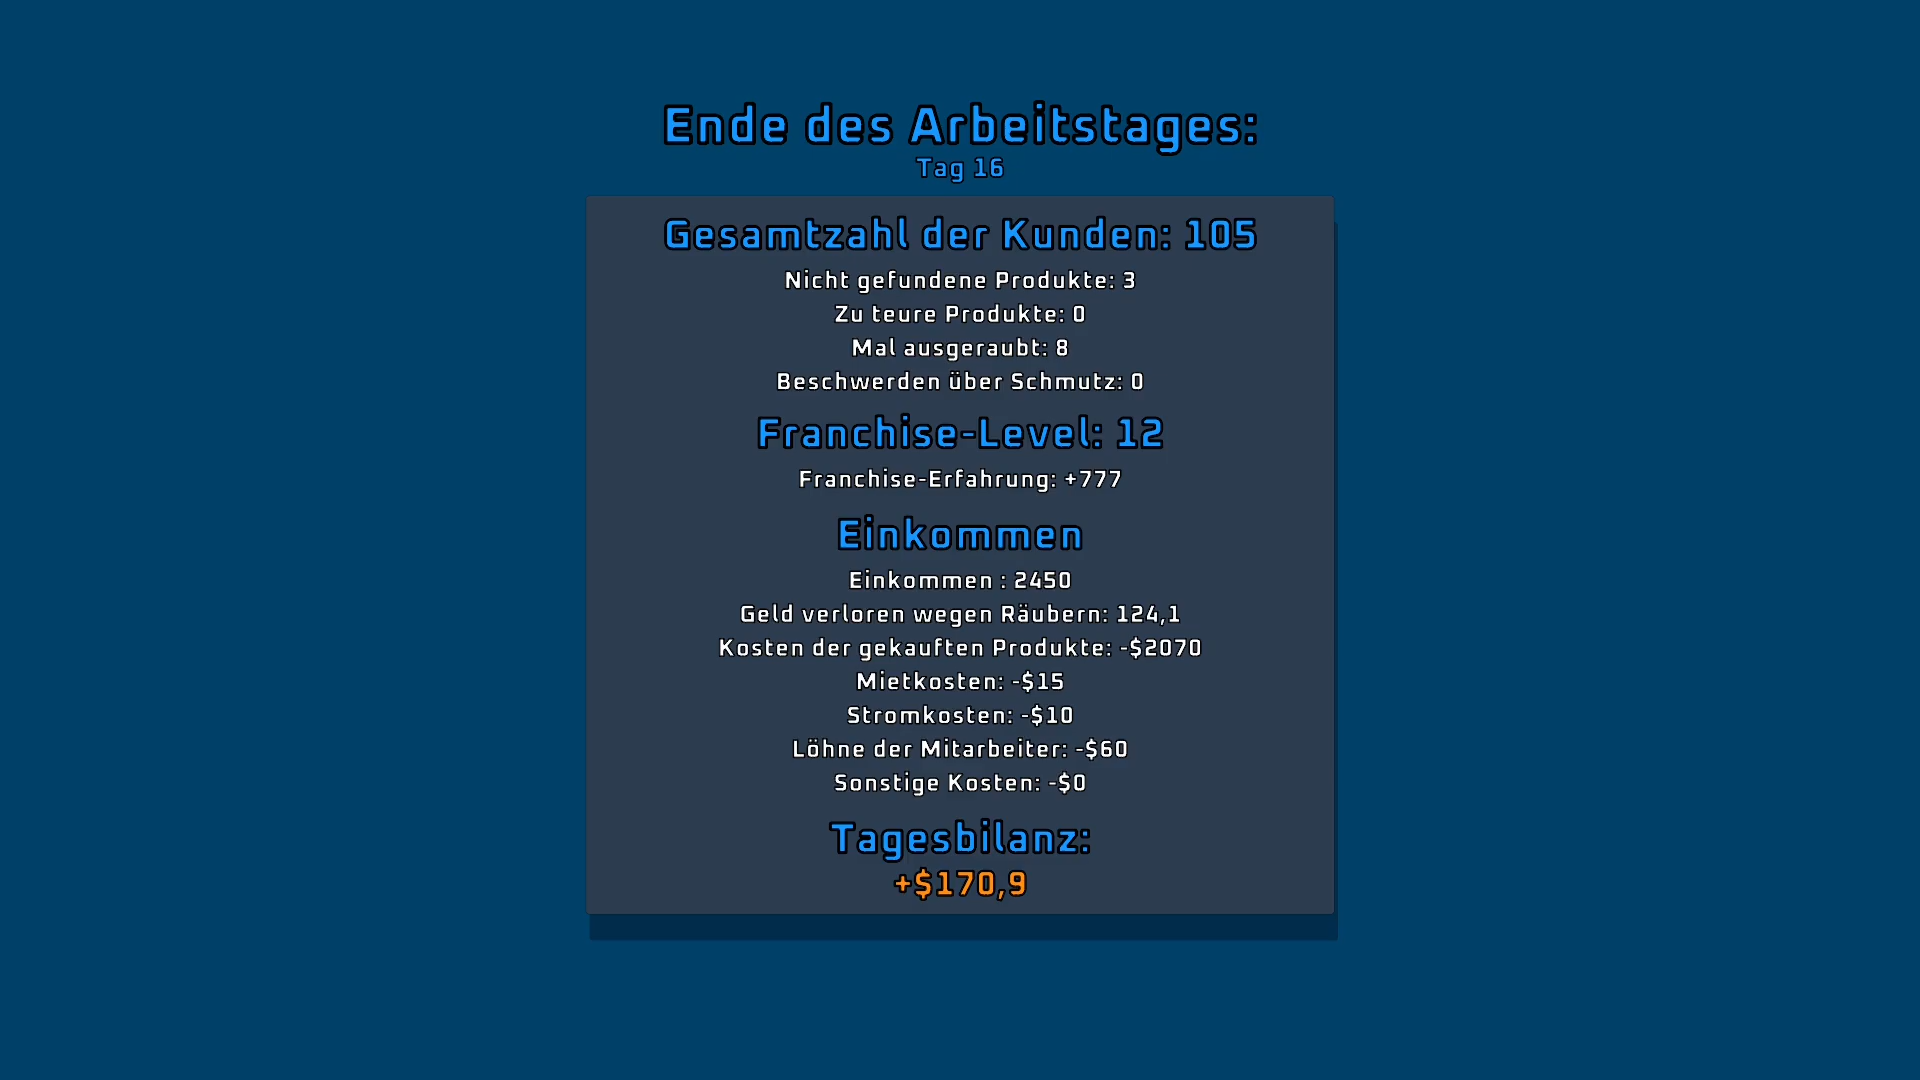 Ende des Arbeitstages:
Tag 16
Gesamtzahl der Kunden: 105
Nicht gefundene Produkte: 3
Zu teure Produkte: 0
Mal ausgeraubt: 8
Beschwerden über Schmutz: 0
Franchise-Level: 12
Franchise-Erfahrung: +777
Einkommen
Einkommen : 2450
Geld verloren wegen Räubern: 124,1
Kosten der gekauften Produkte: -$2070
Mietkosten: -$15
Stromkosten: -$10
Löhne der Mitarbeiter: -$60
Sonstige Kosten: -$0
Tagesbilanz:
+$170,9